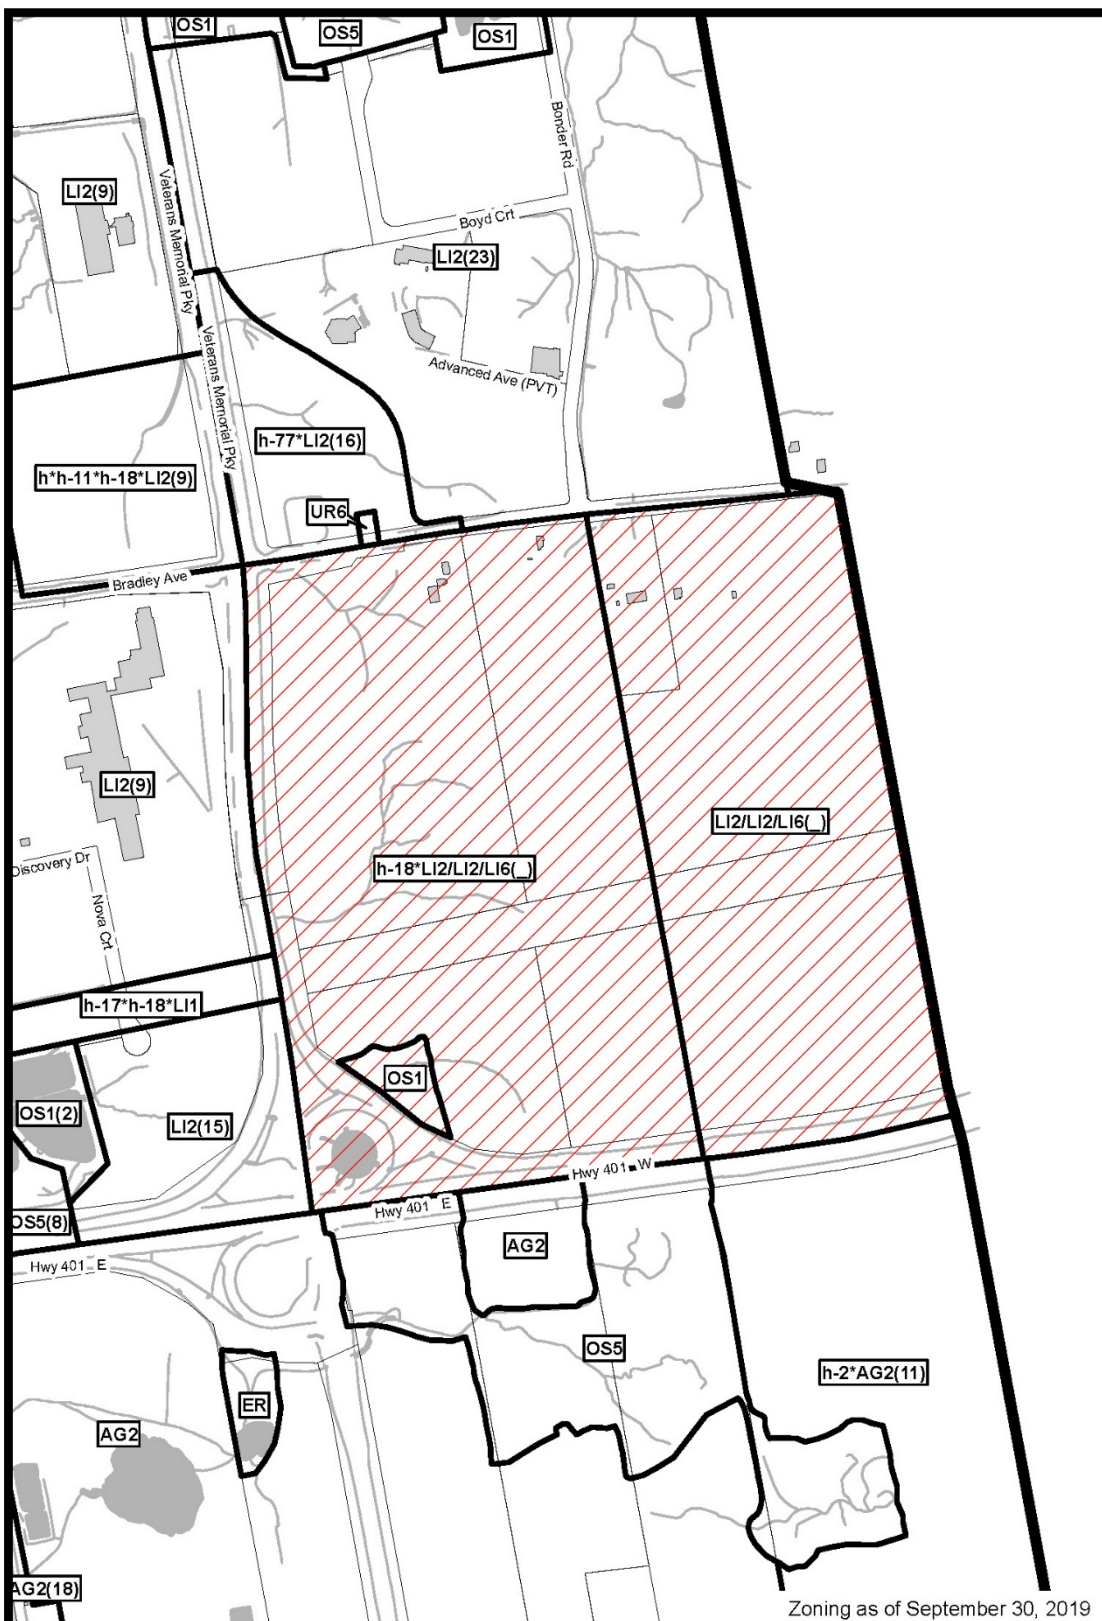 OS1
OS5
OS1
Bonder Rd
LI2(9)
Veterans Memorial Pky
Boyd Crt
LI2(23)
Veterans Memorial Pky
Advanced Ave (PVT)
h-77*LI2(16)
h*h-11*h-18*LI2(9)
UR6
Bradley Ave
LI2(9)
LI2/LI2/LI6(_)
Discovery Dr
h-18*LI2/LI2/LI6(_)
Nova Crt
h-17*h-18*LI1
OS1
OS1(2)
LI2(15)
Hwy 401 W
Hwy 401 E
OS5(8)
AG2
Hwy 401 E
OS5
h-2*AG2(11)
ER
AG2
AG2(18)
Zoning as of September 30, 2019